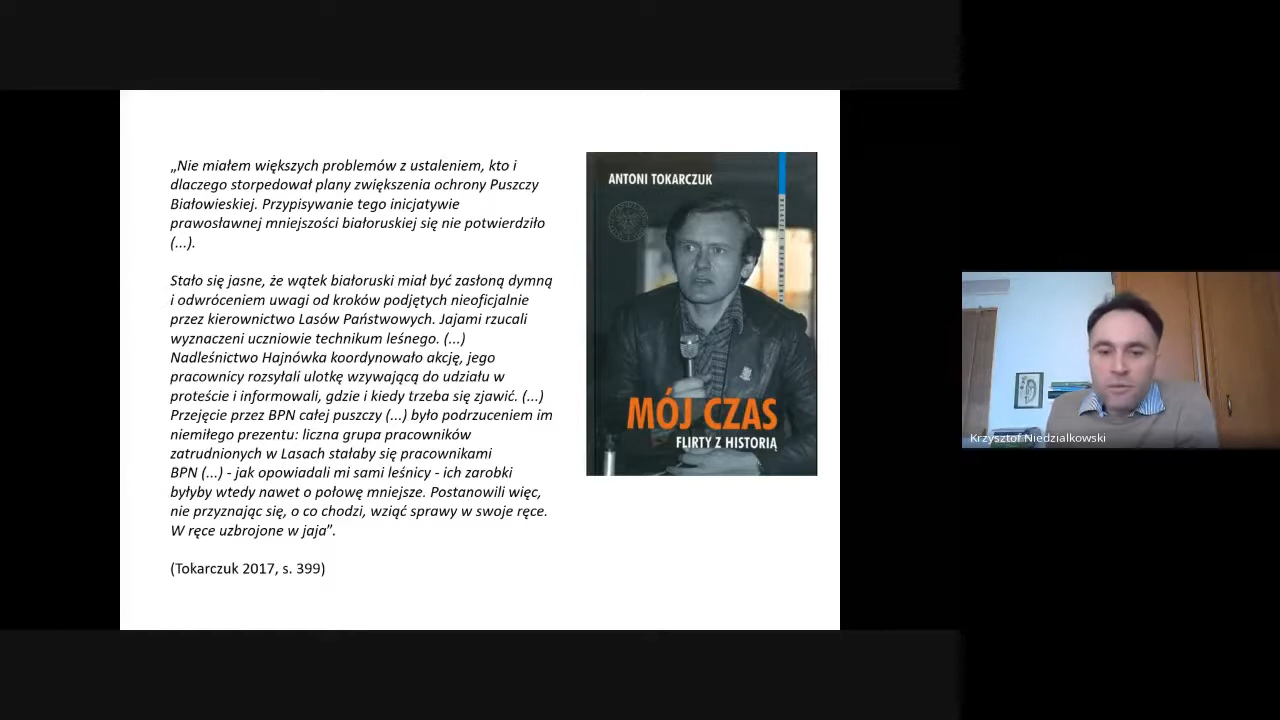 „Nie miałem większych problemów z ustaleniem, kto i
dlaczego storpedował plany zwiększenia ochrony Puszczy
Białowieskiej. Przypisywanie tego inicjatywie
prawosławnej mniejszości białoruskiej się nie potwierdziło
(...).
Stało się jasne, że wątek białoruski miał być zasłoną dymną
i odwróceniem uwagi od kroków podjętych nieoficjalnie
przez kierownictwo Lasów Państwowych. Jajami rzucali
wyznaczeni uczniowie technikum leśnego. (...)
Nadleśnictwo Hajnówka koordynowało akcję, jego
pracownicy rozsyłali ulotkę wzywającą do udziału w
proteście i informowali, gdzie i kiedy trzeba się zjawić. (...)
Przejęcie przez BPN całej puszczy (...) było podrzuceniem im
niemiłego prezentu: liczna grupa pracowników
zatrudnionych w Lasach stałaby się pracownikami
BPN (...) - jak opowiadali mi sami leśnicy - ich zarobki
byłyby wtedy nawet o połowę mniejsze. Postanowili więc,
nie przyznając się, o co chodzi, wziąć sprawy w swoje ręce.
W ręce uzbrojone w jaja”.
(Tokarczuk 2017, s. 399)
ANTONI TOKARCZUK
MÓJ CZAS
FLIRTY Z HISTORIĄ
Krzysztof Niedzialkowski